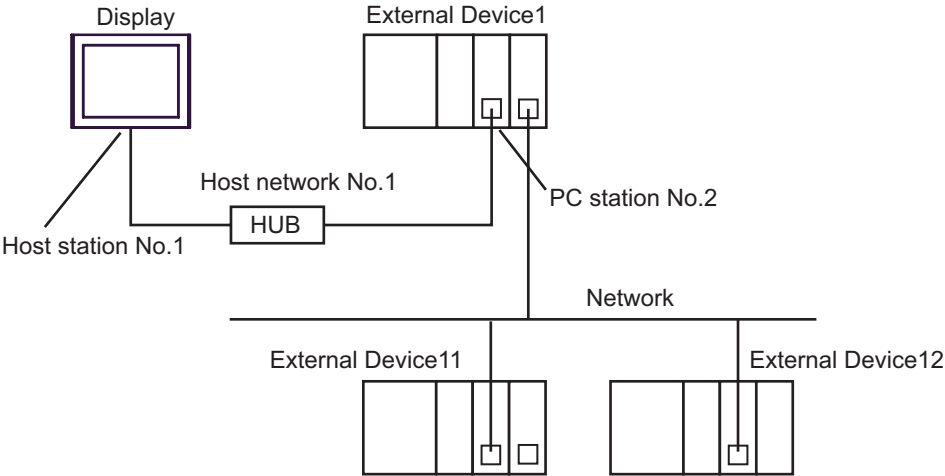 Display
External Device1
Host network No.1
PC station No.2
HUB
Host station No.1
Network
External Device11
External Device12